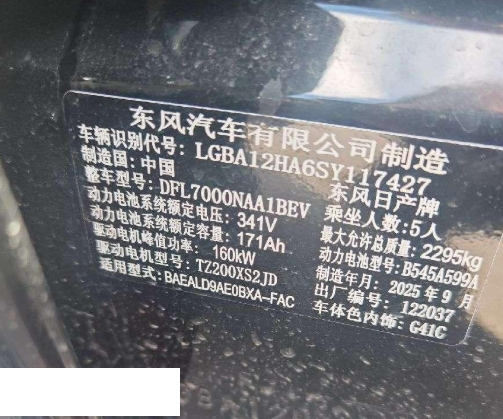 东风汽车有限公司制造
车辆识别代号: LGBA12HA6SY117427
制造国: 中国 东风日产牌
整车型号: DFL7000NAA1BEV 乘坐人数: 5人
动力电池系统额定电压: 341V 最大允许总质量: 2295kg
动力电池系统额定容量: 171Ah 动力电池型号: B545A599A
驱动电机峰值功率: 160kW 制造年月: 2025 年 9 月
驱动电机型号: TZ200XS2JD 出厂编号: 122037
适用型式: BAEALD9AE0BXA-FAC 车体色内饰: G41C